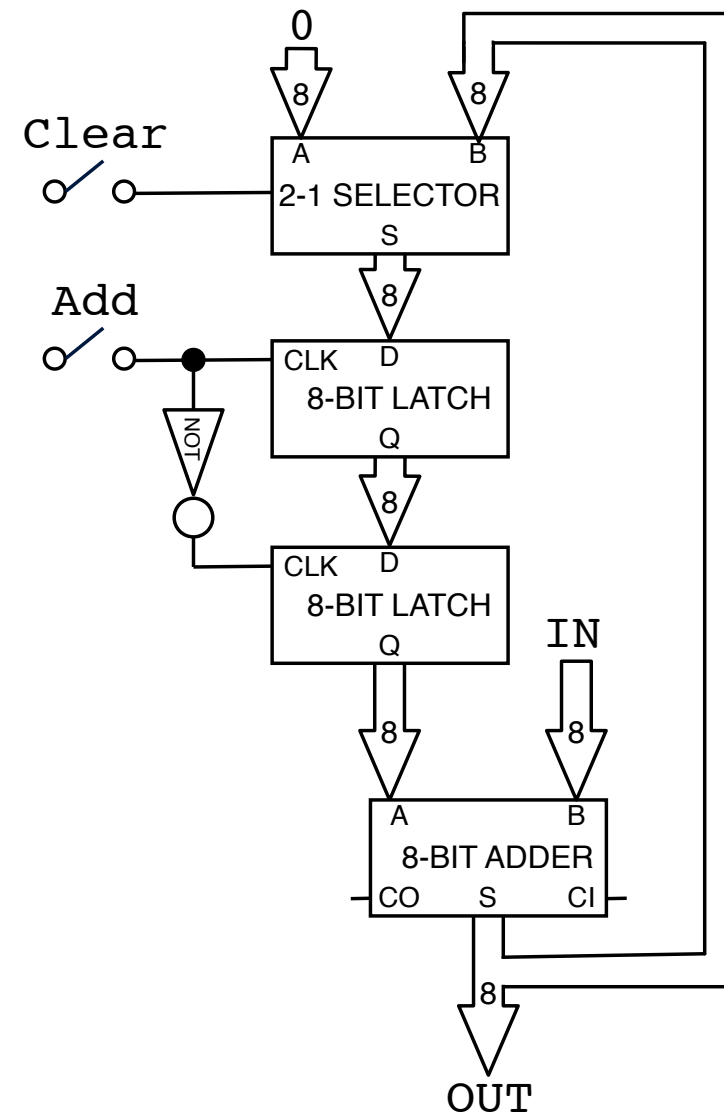 0
8
8
Clear
A
B
2-1 SELECTOR
S
8
Add
CLK
D
8-BIT LATCH
NOT
Q
8
CLK
D
8-BIT LATCH
Q
IN
8
8
A
B
8-BIT ADDER
CO
S
CI
8
OUT